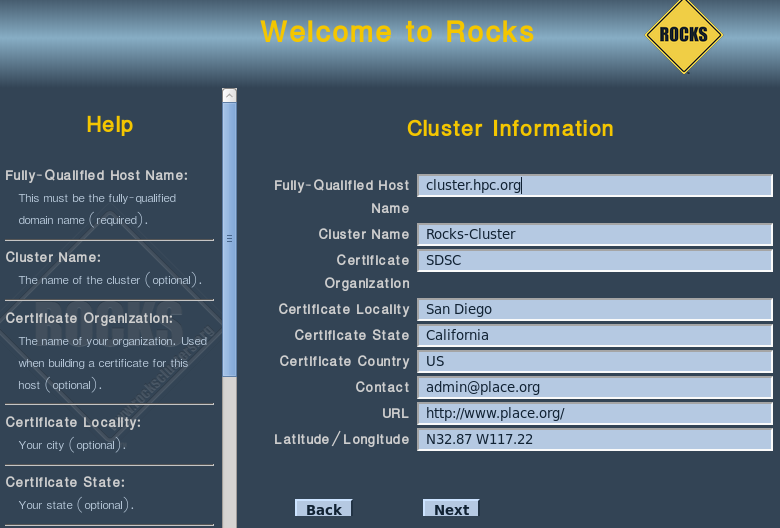 Welcome to Rocks
ROCKS
Help
Fully-Qualified Host Name:
This must be the fully-qualified
domain name (required).
Cluster Name:
The name of the cluster (optional).
Certificate Organization:
The name of your organization. Used
when building a certificate for this
host (optional).
Certificate Locality:
Your city (optional).
Certificate State:
Your state (optional).
ROCKS
www.rocksclusters.org
Cluster Information
Fully-Qualified Host cluster.hpc.org
Name
Cluster Name Rocks-Cluster
Certificate SDSC
Organization
Certificate Locality San Diego
Certificate State California
Certificate Country US
Contact admin@place.org
URL http://www.place.org/
Latitude/Longitude N32.87 W117.22
Back Next